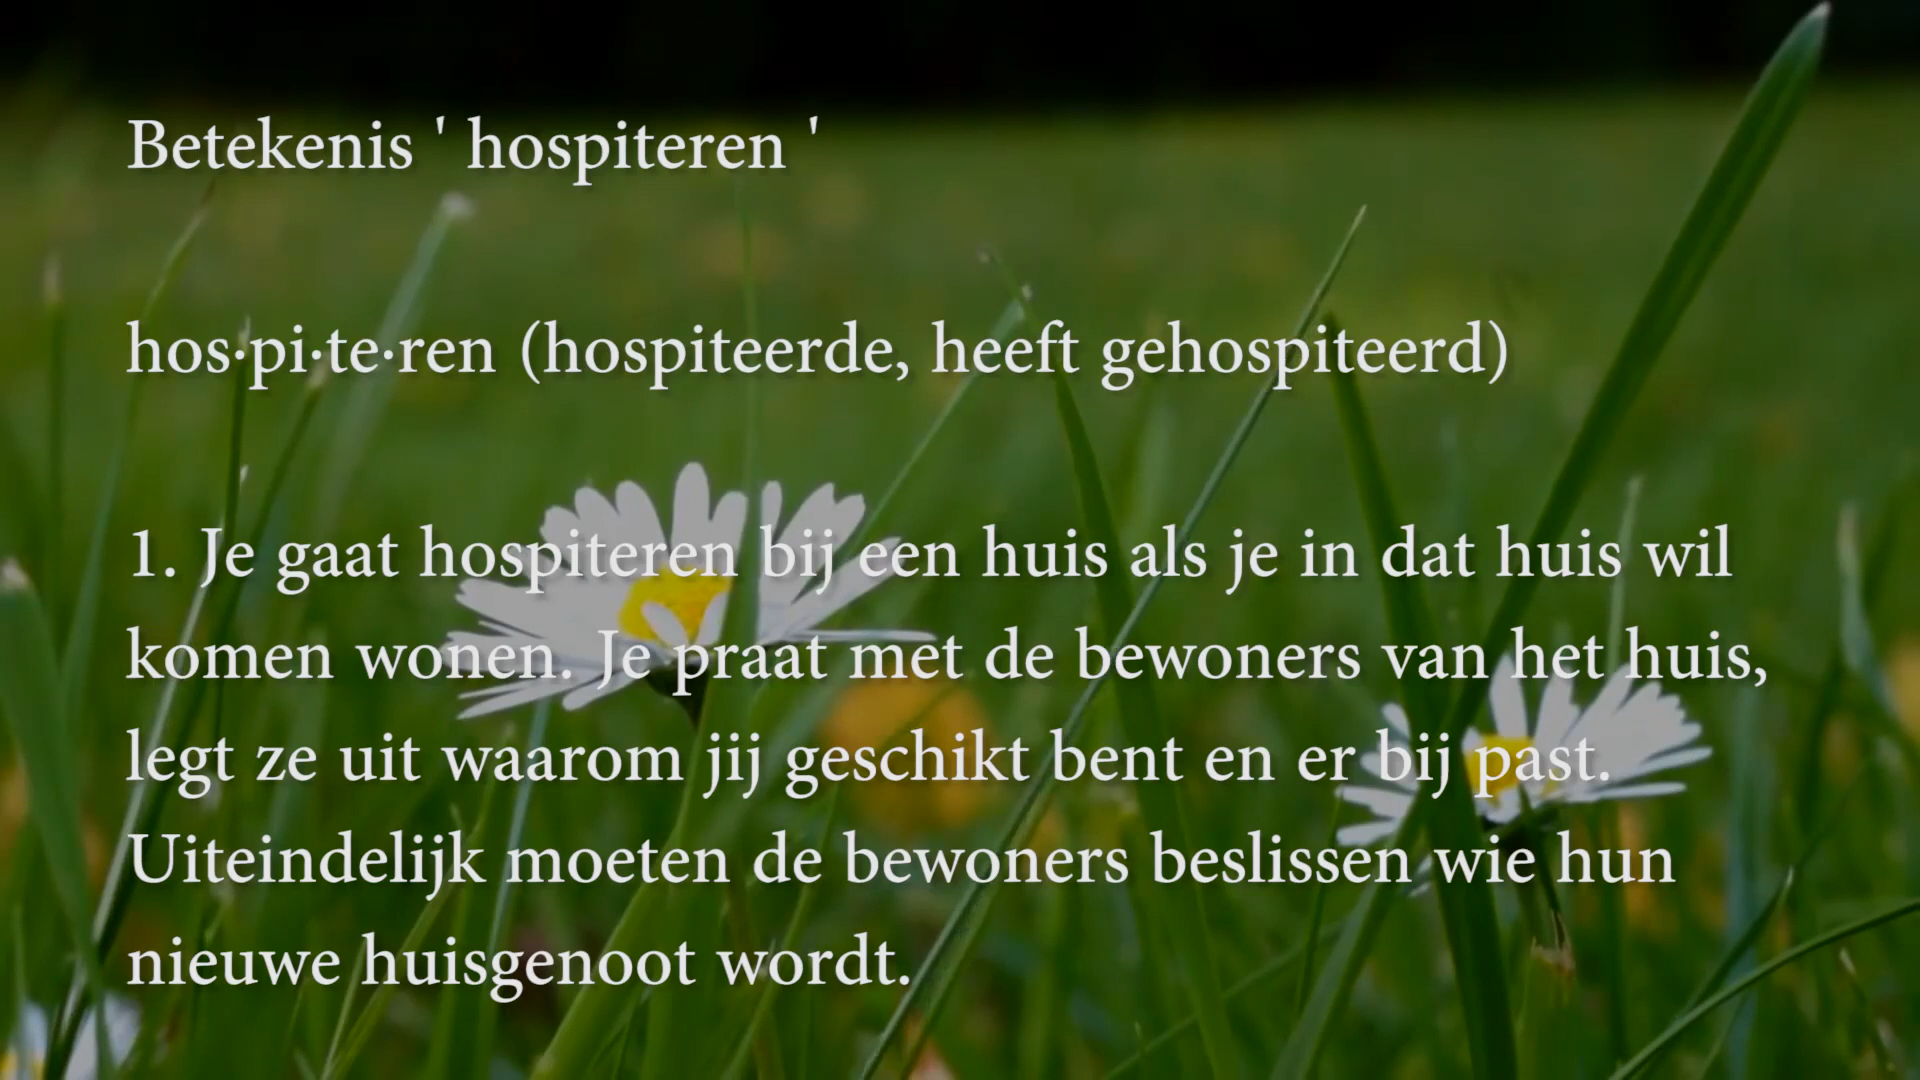 Betekenis ' hospiteren '
hos·pi·te·ren (hospiteerde, heeft gehospiteerd)
1. Je gaat hospiteren bij een huis als je in dat huis wil
komen wonen. Je praat met de bewoners van het huis,
legt ze uit waarom jij geschikt bent en er bij past.
Uiteindelijk moeten de bewoners beslissen wie hun
nieuwe huisgenoot wordt.